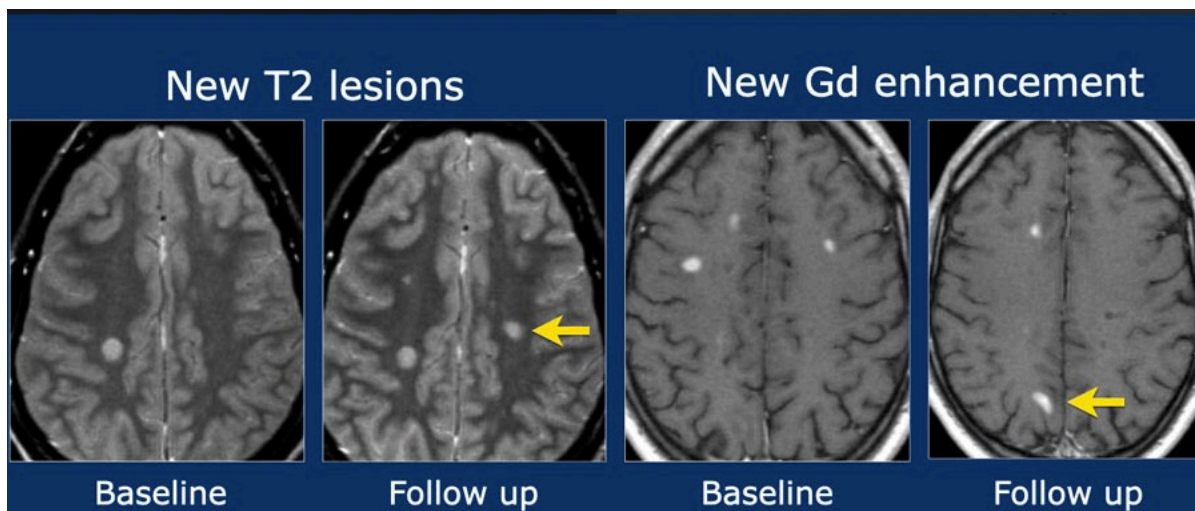 New T2 lesions
New Gd enhancement
Baseline
Follow up
Baseline
Follow up